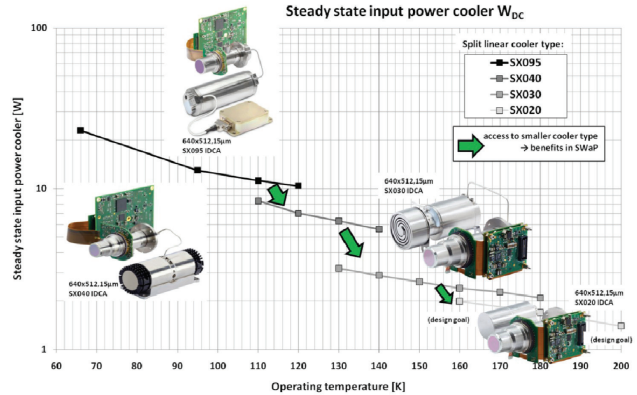 Steady state input power cooler W_DC
100
10
1
Steady state input power cooler [W]
Split linear cooler type:
SX095
SX040
SX030
SX020
access to smaller cooler type
→ benefits in SWaP
640x512,15µm
SX095 IDCA
640x512,15µm
SX030 IDCA
640x512,15µm
SX040 IDCA
640x512,15µm
SX020 IDCA
(design goal)
(design goal)
60 70 80 90 100 110 120 130 140 150 160 170 180 190 200
Operating temperature [K]